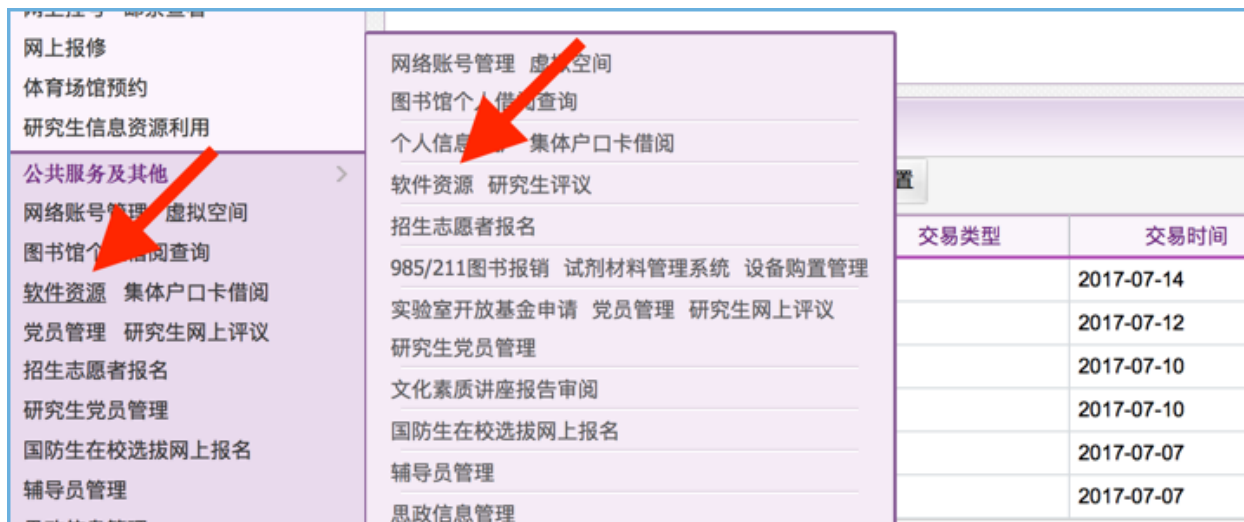 网上报修
体育场馆预约
研究生信息资源利用
公共服务及其他
网络账号管理 虚拟空间
图书馆个 借阅查询
软件资源 集体户口卡借阅
党员管理 研究生网上评议
招生志愿者报名
研究生党员管理
国防生在校选拔网上报名
辅导员管理
网络账号管理 虚拟空间
图书馆个人借阅查询
个人信息 集体户口卡借阅
软件资源 研究生评议
招生志愿者报名
985/211图书报销 试剂材料管理系统 设备购置管理
实验室开放基金申请 党员管理 研究生网上评议
研究生党员管理
文化素质讲座报告审阅
国防生在校选拔网上报名
辅导员管理
思政信息管理
置
交易类型 交易时间
2017-07-14
2017-07-12
2017-07-10
2017-07-10
2017-07-07
2017-07-07